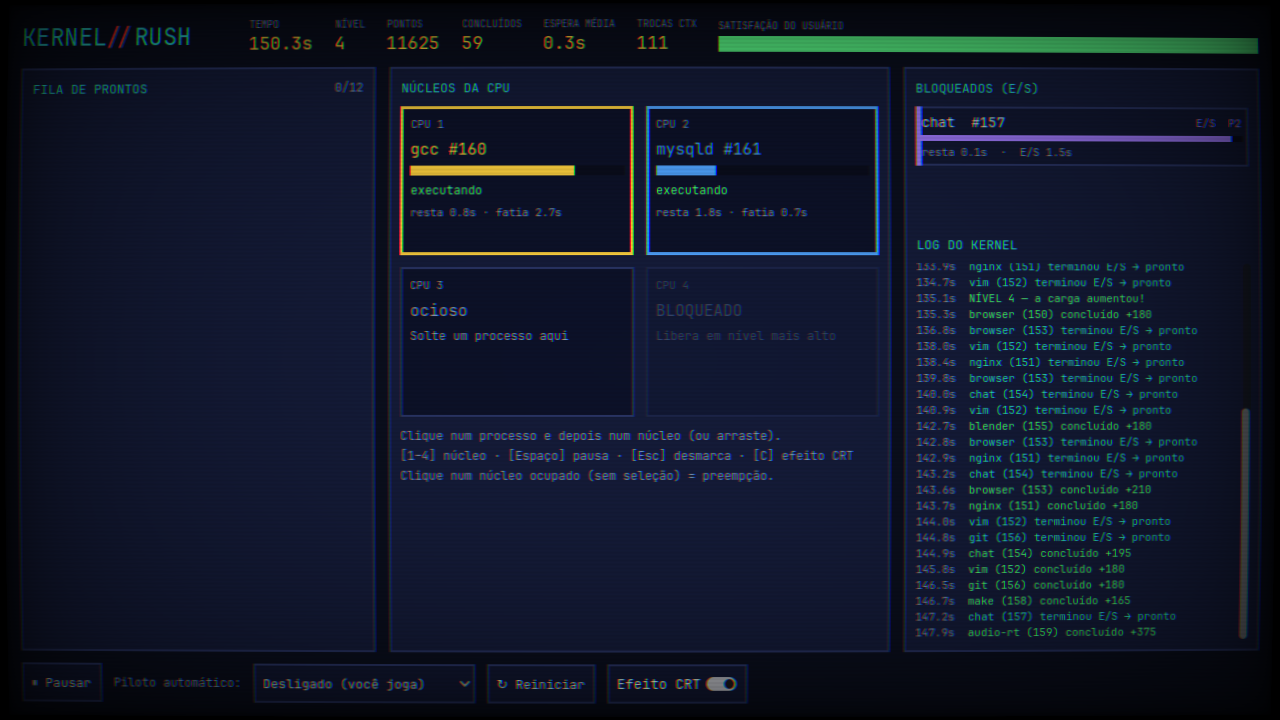 KERNEL//RUSH
TEMPO
150.3s
NÍVEL
4
PONTOS
11625
CONCLUÍDOS
59
ESPERA MÉDIA
0.3s
TROCAS CTX
111
SATISFAÇÃO DO USUÁRIO
FILA DE PRONTOS
0/12
NÚCLEOS DA CPU
CPU 1
gcc #160
executando
resta 0.8s · fatia 2.7s
CPU 2
mysqld #161
executando
resta 1.8s · fatia 0.7s
CPU 3
ocioso
Solte um processo aqui
CPU 4
BLOQUEADO
Libera em nível mais alto
Clique num processo e depois num núcleo (ou arraste).
[1–4] núcleo · [Espaço] pausa · [Esc] desmarca · [C] efeito CRT
Clique num núcleo ocupado (sem seleção) = preempção.
BLOQUEADOS (E/S)
chat #157
E/S P2
resta 0.1s · E/S 1.5s
LOG DO KERNEL
133.9s nginx (151) terminou E/S → pronto
134.7s vim (152) terminou E/S → pronto
135.1s NÍVEL 4 — a carga aumentou!
135.3s browser (150) concluído +180
136.8s browser (153) terminou E/S → pronto
138.0s vim (152) terminou E/S → pronto
138.4s nginx (151) terminou E/S → pronto
139.8s browser (153) terminou E/S → pronto
140.0s chat (154) terminou E/S → pronto
140.9s vim (152) terminou E/S → pronto
142.7s blender (155) concluído +180
142.8s browser (153) terminou E/S → pronto
142.9s nginx (151) terminou E/S → pronto
143.2s chat (154) terminou E/S → pronto
143.6s browser (153) concluído +210
143.7s nginx (151) concluído +180
144.0s vim (152) terminou E/S → pronto
144.8s git (156) terminou E/S → pronto
144.9s chat (154) concluído +195
145.8s vim (152) concluído +180
146.5s git (156) concluído +180
146.7s make (158) concluído +165
147.2s chat (157) terminou E/S → pronto
147.9s audio-rt (159) concluído +375
Pausar
Piloto automático:
Desligado (você joga)
↻ Reiniciar
Efeito CRT